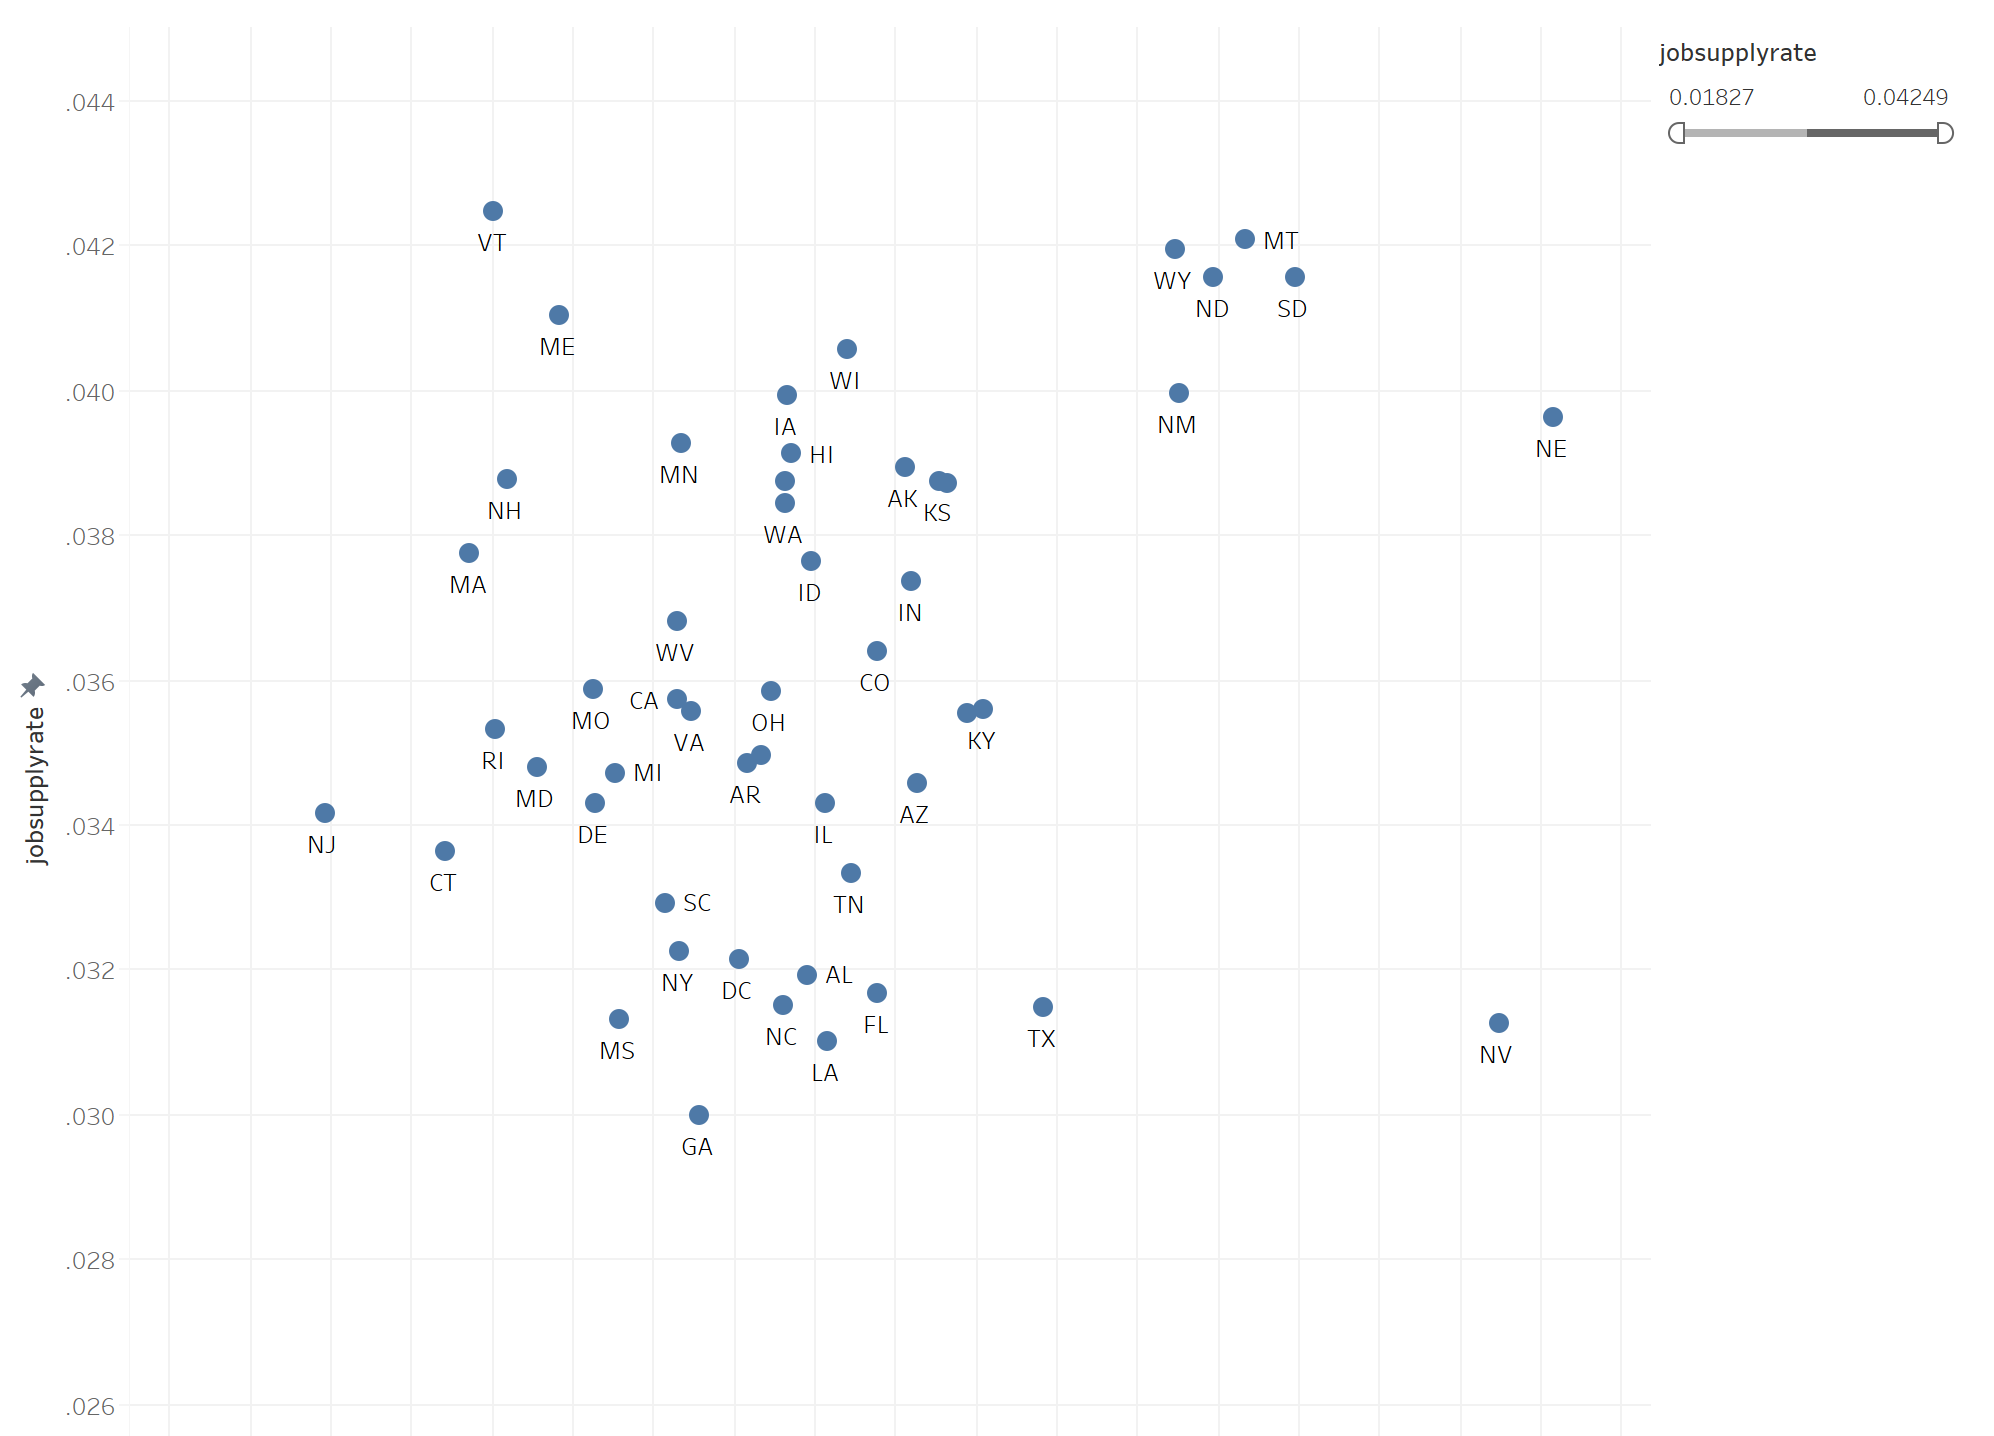 jobsupplyrate
0.01827 0.04249
.044
.042
.040
.038
.036
.034
.032
.030
.028
.026
jobsupplyrate
VT
MT
WY
ND
SD
ME
WI
NM
IA
NE
HI
MN
AK
KS
NH
WA
MA
ID
IN
WV
CO
CA
MO
OH
VA
KY
RI
MI
MD
AR
AZ
DE
IL
NJ
CT
SC
TN
NY
DC
AL
NC
FL
TX
MS
NV
LA
GA